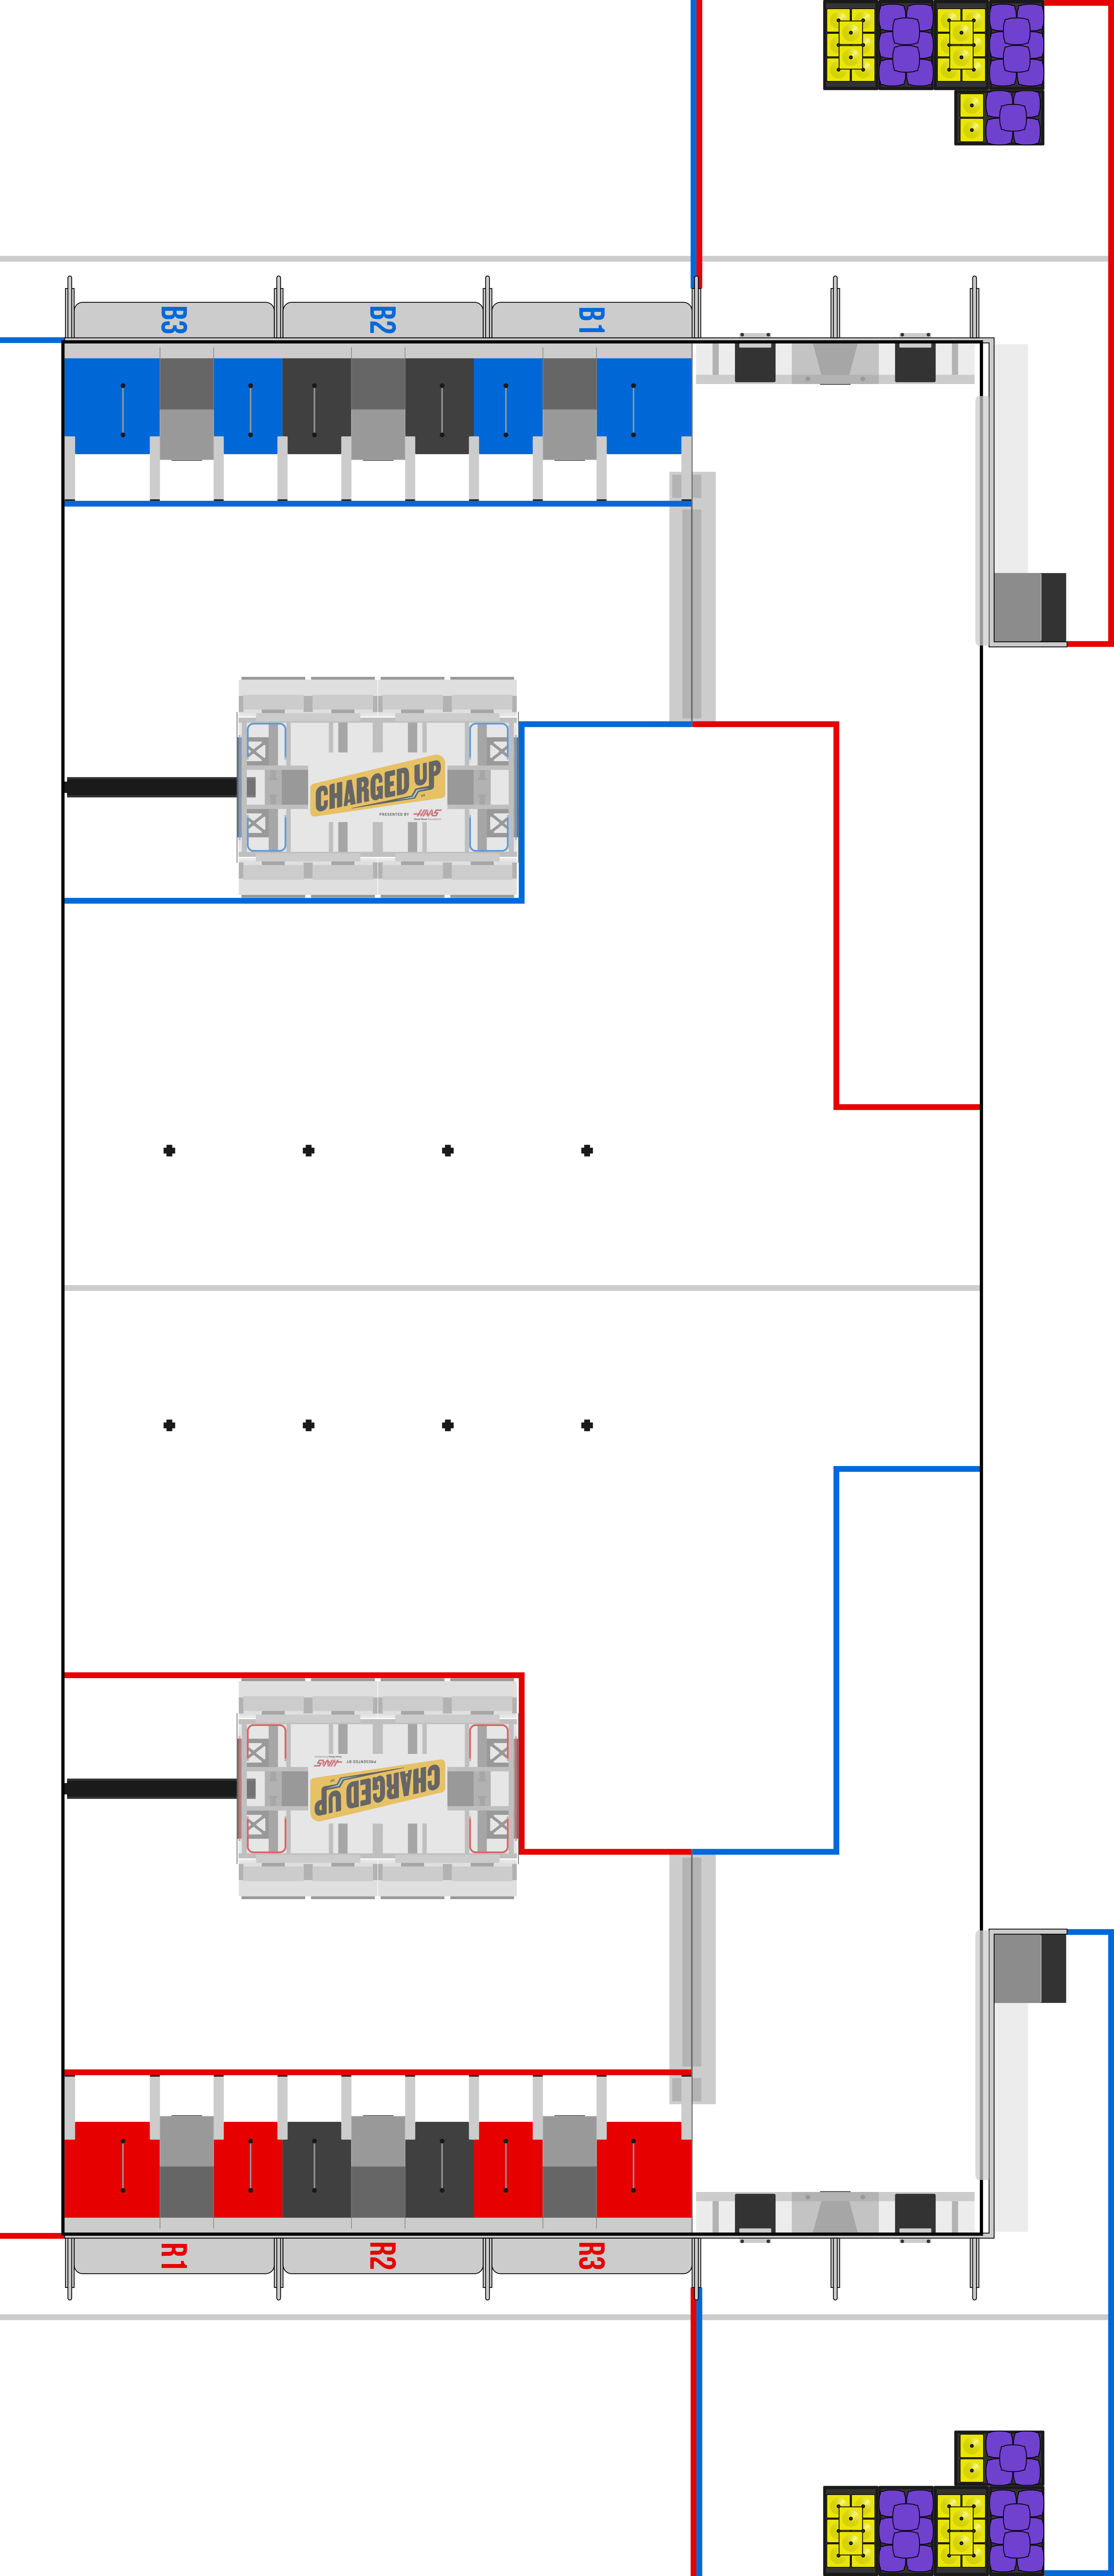 B3
B2
B1
CHARGED UP
PRESENTED BY HAAS
HAAS PRESENTED BY
CHARGED UP
R1
R2
R3